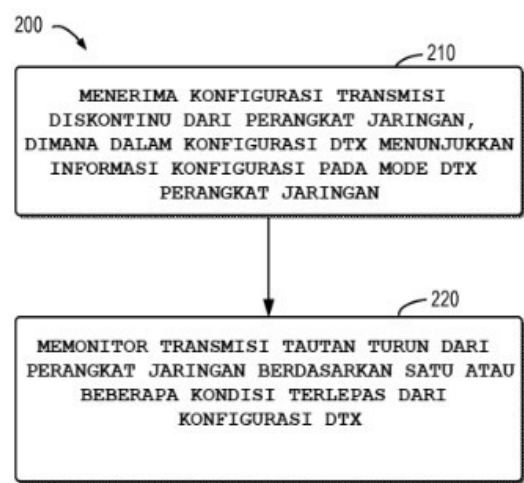 200
210
MENERIMA KONFIGURASI TRANSMISI
DISKONTINU DARI PERANGKAT JARINGAN,
DIMANA DALAM KONFIGURASI DTX MENUNJUKKAN
INFORMASI KONFIGURASI PADA MODE DTX
PERANGKAT JARINGAN
220
MEMONITOR TRANSMISI TAUTAN TURUN DARI
PERANGKAT JARINGAN BERDASARKAN SATU ATAU
BEBERAPA KONDISI TERLEPAS DARI
KONFIGURASI DTX